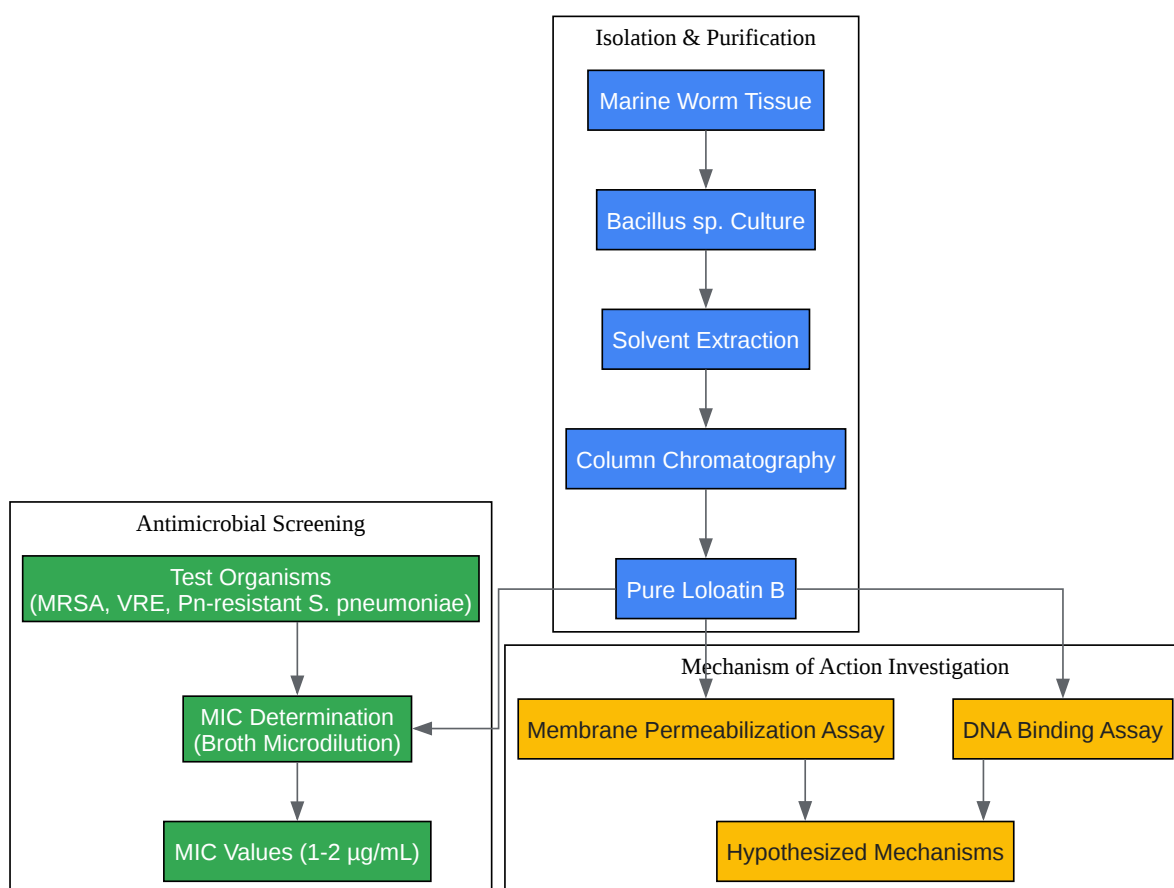 Isolation & Purification
Marine Worm Tissue
Bacillus sp. Culture
Solvent Extraction
Column Chromatography
Pure Loloatin B
Antimicrobial Screening
Test Organisms
(MRSA, VRE, Pn-resistant S. pneumoniae)
MIC Determination
(Broth Microdilution)
MIC Values (1-2 µg/mL)
Mechanism of Action Investigation
Membrane Permeabilization Assay
DNA Binding Assay
Hypothesized Mechanisms